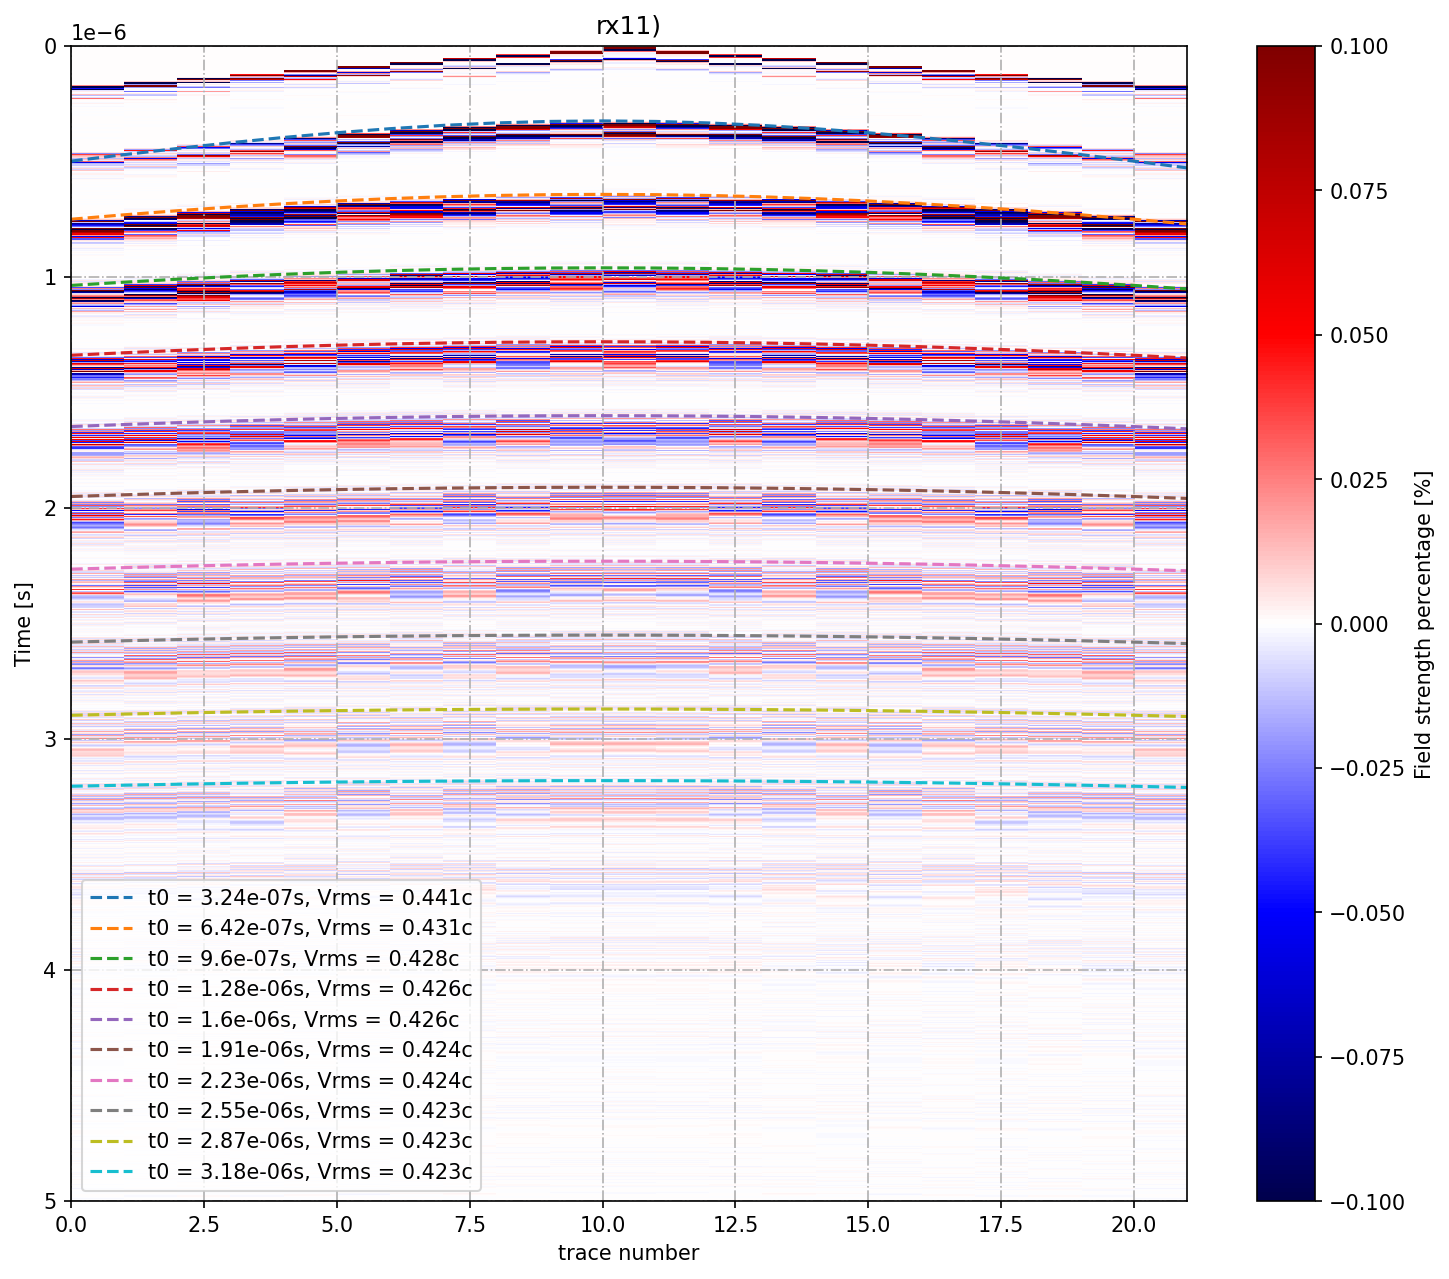 rx11)
1e−6
0
1
2
3
4
5
Time [s]
0.0
2.5
5.0
7.5
10.0
12.5
15.0
17.5
20.0
trace number
t0 = 3.24e-07s, Vrms = 0.441c
t0 = 6.42e-07s, Vrms = 0.431c
t0 = 9.6e-07s, Vrms = 0.428c
t0 = 1.28e-06s, Vrms = 0.426c
t0 = 1.6e-06s, Vrms = 0.426c
t0 = 1.91e-06s, Vrms = 0.424c
t0 = 2.23e-06s, Vrms = 0.424c
t0 = 2.55e-06s, Vrms = 0.423c
t0 = 2.87e-06s, Vrms = 0.423c
t0 = 3.18e-06s, Vrms = 0.423c
0.100
0.075
0.050
0.025
0.000
−0.025
−0.050
−0.075
−0.100
Field strength percentage [%]